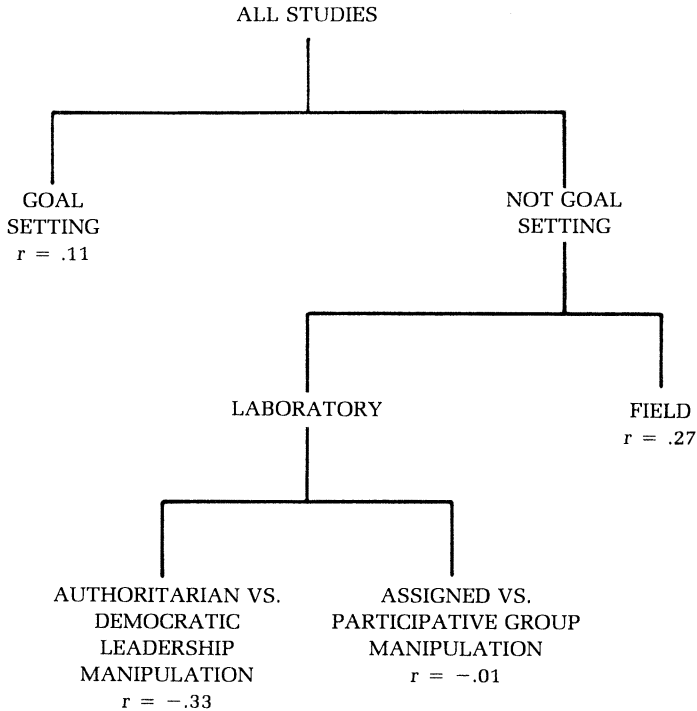 ALL STUDIES
GOAL
SETTING
r = .11
NOT GOAL
SETTING
LABORATORY
FIELD
r = .27
AUTHORITARIAN VS.
DEMOCRATIC
LEADERSHIP
MANIPULATION
r = −.33
ASSIGNED VS.
PARTICIPATIVE GROUP
MANIPULATION
r = −.01